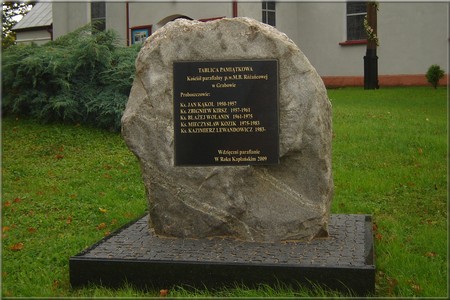 TABLICA PAMIĄTKOWA
Kościół parafialny p.w.M.B. Różańcowej
w Grabowie
Proboszczowie:
Ks. JAN KĄKOL 1950-1957
Ks. ZBIGNIEW KIRSZ 1957-1961
Ks. BŁAŻEJ WOLANIN 1961-1975
Ks. MIECZYSŁAW KOZIK 1975-1983
Ks. KAZIMIERZ LEWANDOWICZ 1983-
Wdzięczni parafianie
W Roku Kapłańskim 2009